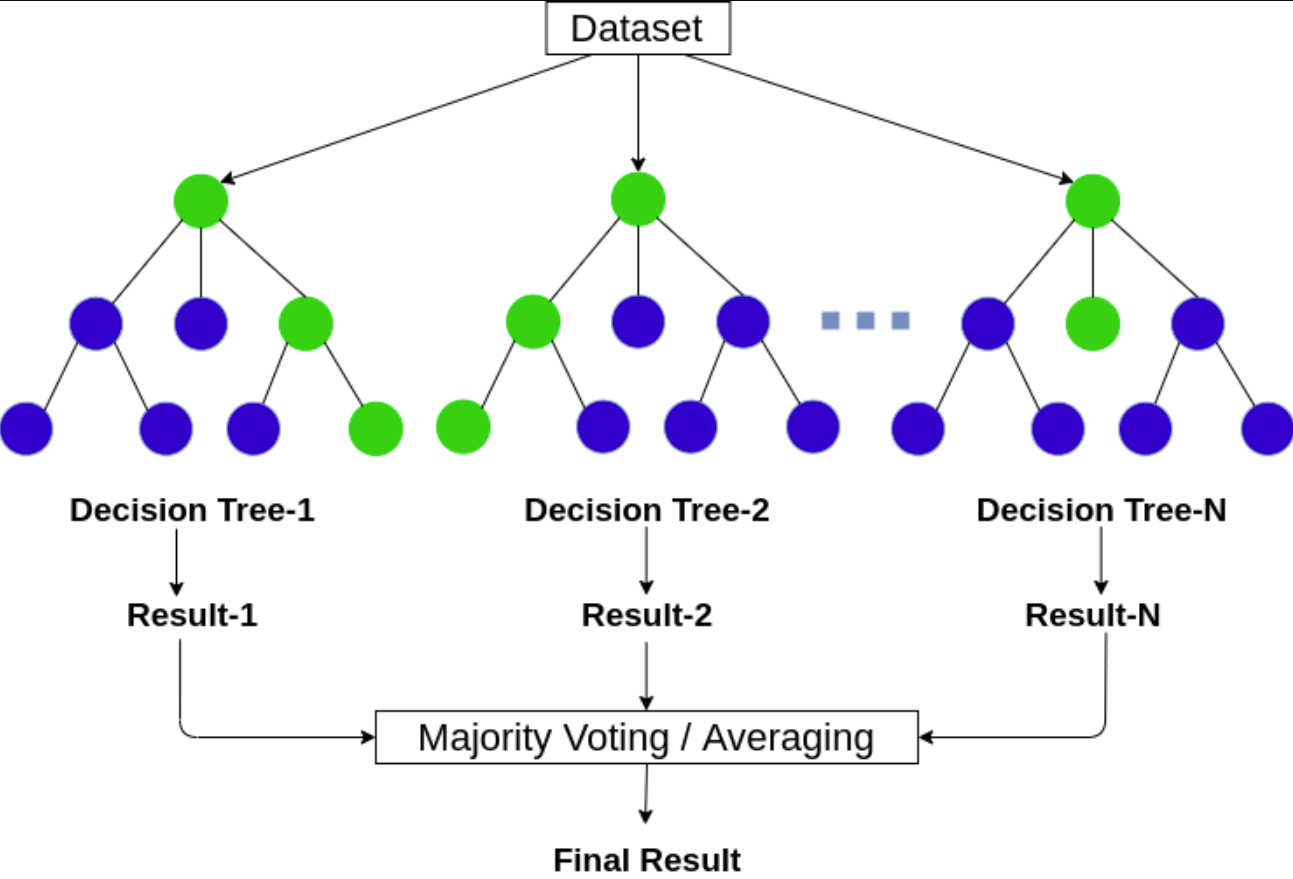 Dataset
Decision Tree-1
Decision Tree-2
Decision Tree-N
Result-1
Result-2
Result-N
Majority Voting / Averaging
Final Result